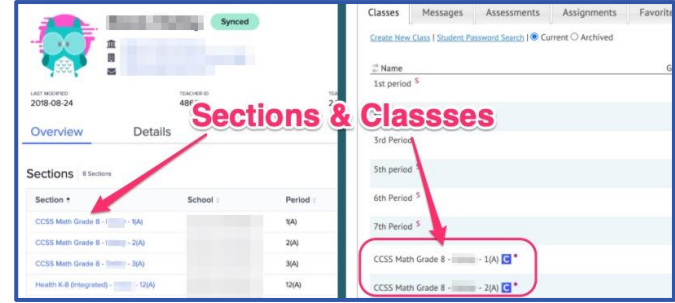 Synced
LAST MODIFIED
2018-08-24
TEACHER ID
Overview
Details
Sections 8 Sections
Section School Period
CCSS Math Grade 8 - - 1(A) 1(A)
CCSS Math Grade 8 - - 2(A) 2(A)
CCSS Math Grade 8 - - 3(A) 3(A)
Health K-8 (Integrated) - - 12(A) 12(A)
Sections & Classses
Classes Messages Assessments Assignments Favorite
Create New Class | Student Password Search | Current Archived
Name G
1st period S
3rd Period
5th period S
6th Period S
7th Period S
CCSS Math Grade 8 - - 1(A) C *
CCSS Math Grade 8 - - 2(A) C *